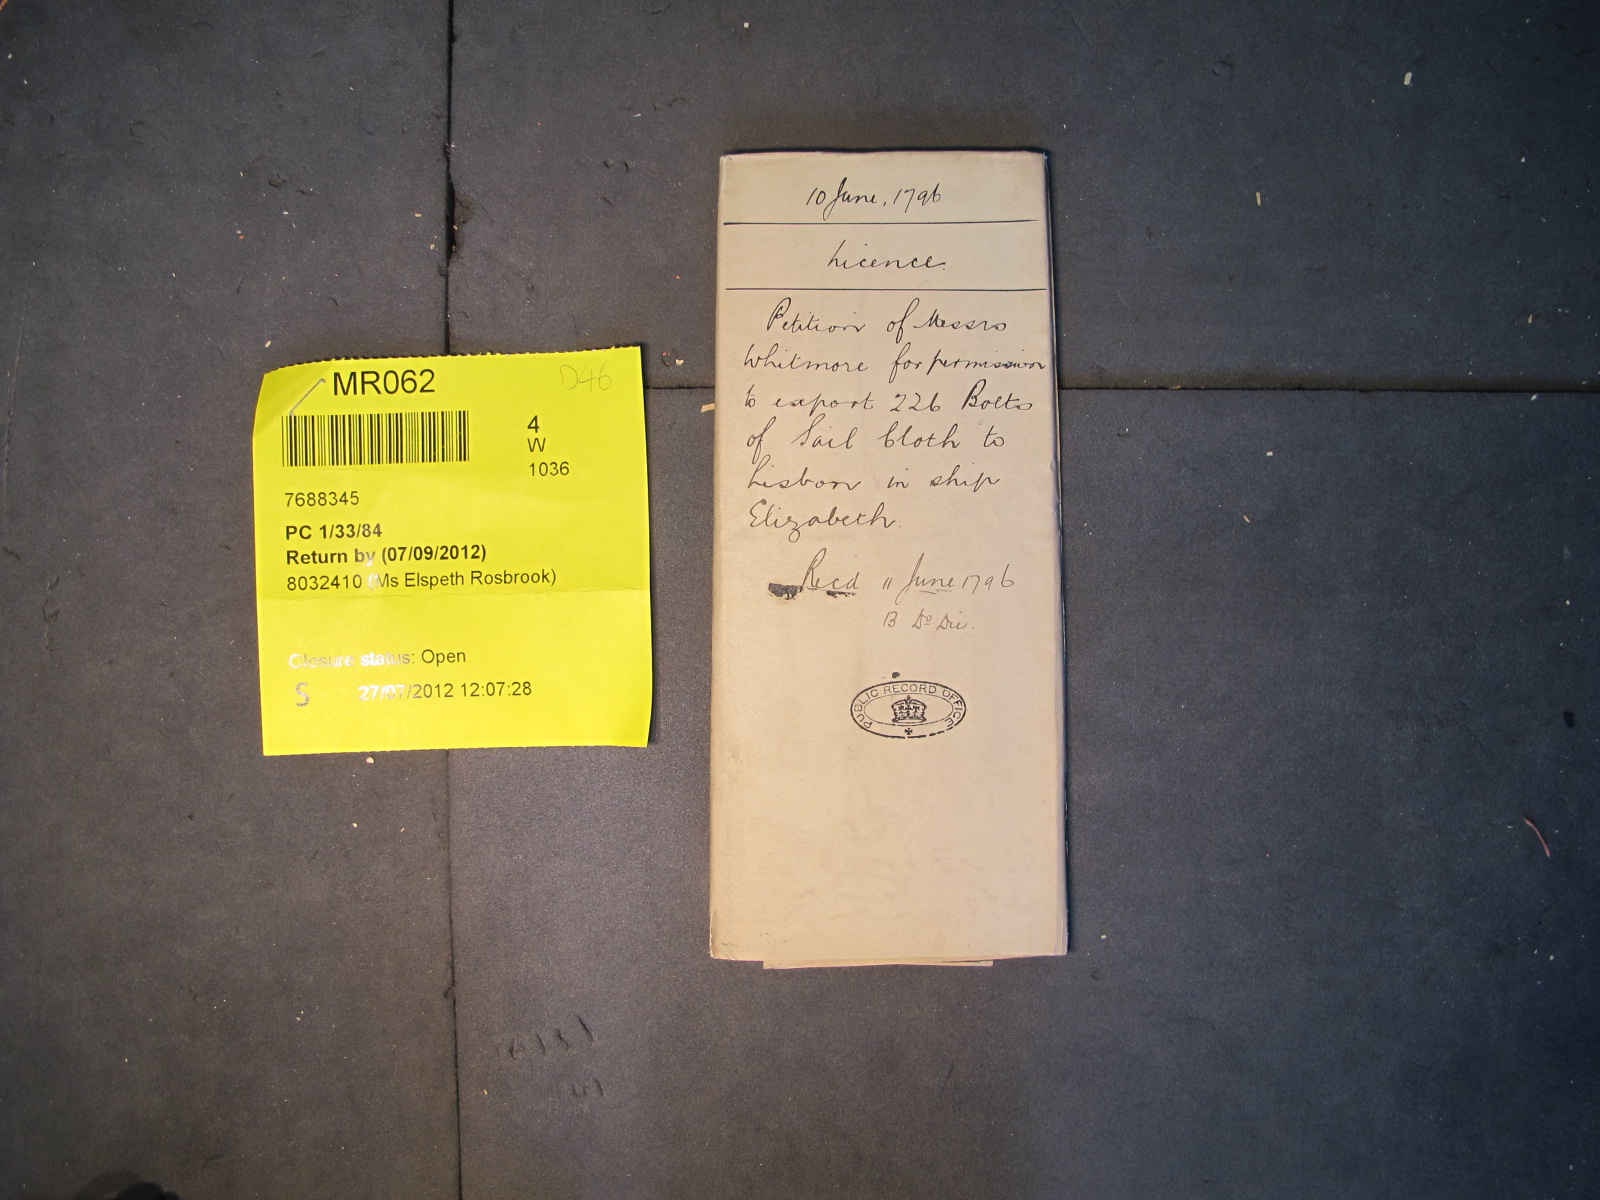 MR062
D46
4
W
1036
7688345
PC 1/33/84
Return by (07/09/2012)
8032410 (Ms Elspeth Rosbrook)
Closure status: Open
S 27/07/2012 12:07:28
10 June, 1796
Licence.
Petition of Messrs
Whitmore for permission
to export 226 Bolts
of Sail Cloth to
Lisbon in ship
Elizabeth.
Recd 11 June 1796
B Do
PUBLIC RECORD OFFICE